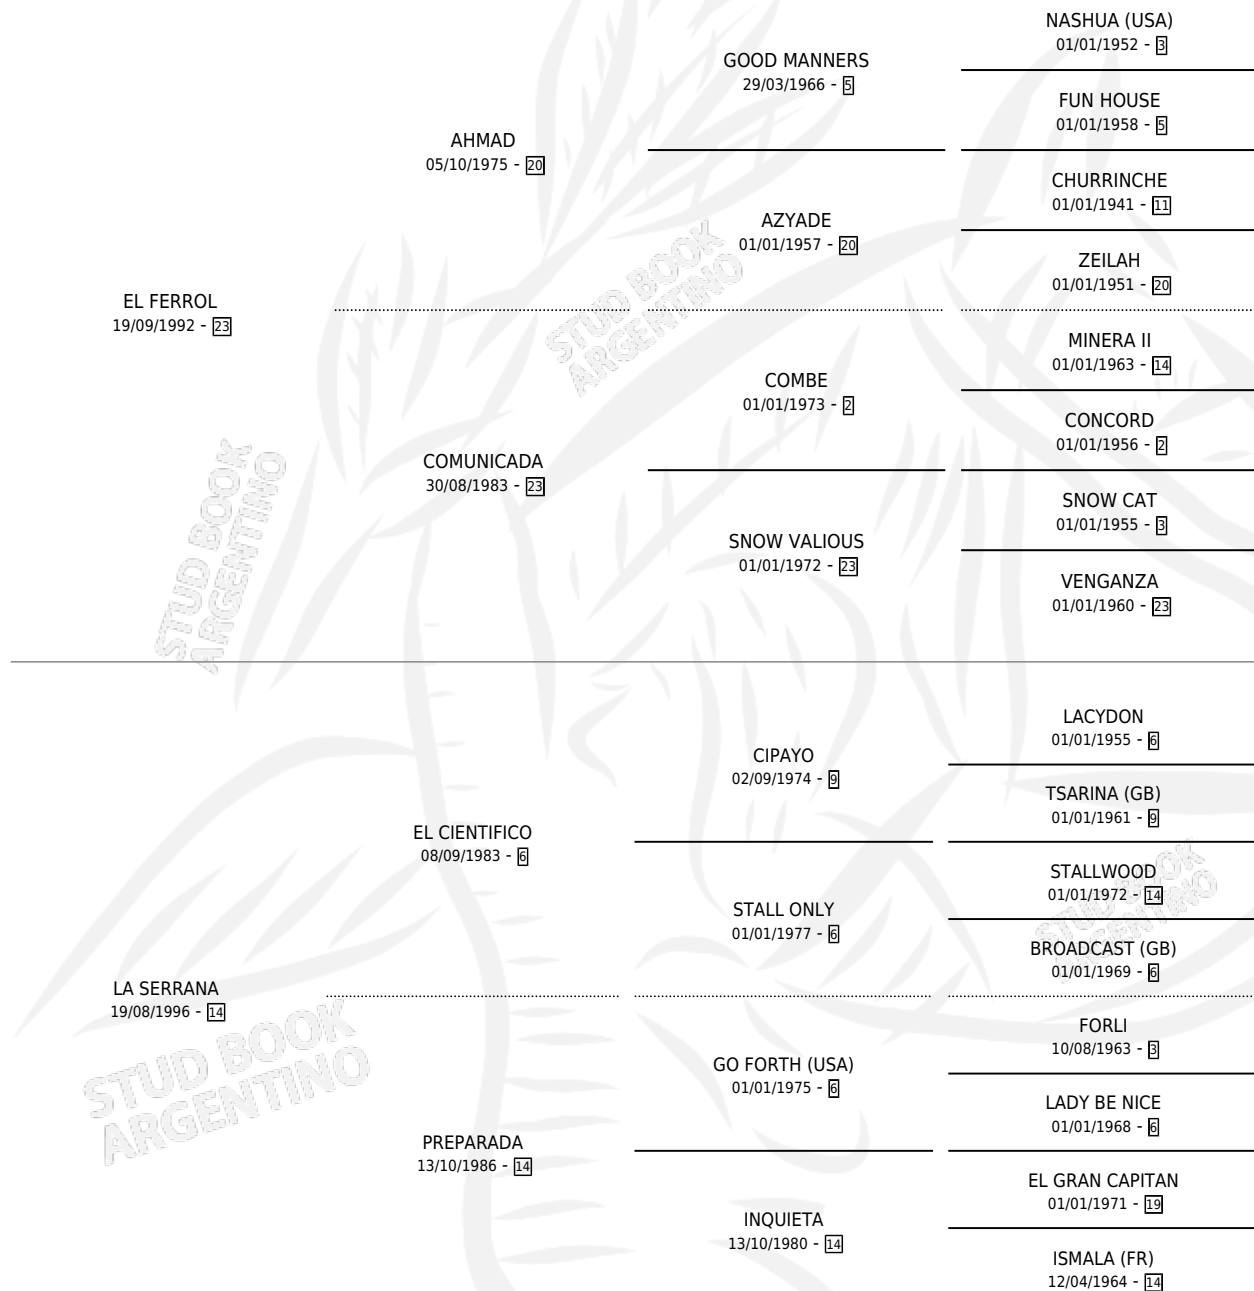 NASHUA (USA)
01/01/1952 - 3
GOOD MANNERS
29/03/1966 - 5
FUN HOUSE
01/01/1958 - 5
AHMAD
05/10/1975 - 20
CHURRINCHE
01/01/1941 - 11
AZYADE
01/01/1957 - 20
ZEILAH
01/01/1951 - 20
EL FERROL
19/09/1992 - 23
STUD BOOK
ARGENTINO
MINERA II
01/01/1963 - 14
COMBE
01/01/1973 - 2
CONCORD
01/01/1956 - 2
COMUNICADA
30/08/1983 - 23
SNOW CAT
01/01/1955 - 3
SNOW VALIOUS
01/01/1972 - 23
VENGANZA
01/01/1960 - 23
STUD BOOK
ARGENTINO
LACYDON
01/01/1955 - 6
CIPAYO
02/09/1974 - 9
TSARINA (GB)
01/01/1961 - 9
EL CIENTIFICO
08/09/1983 - 6
STALLWOOD
01/01/1972 - 14
STALL ONLY
01/01/1977 - 6
BROADCAST (GB)
01/01/1969 - 6
STUD BOOK
ARGENTINO
LA SERRANA
19/08/1996 - 14
FORLI
10/08/1963 - 3
GO FORTH (USA)
01/01/1975 - 6
LADY BE NICE
01/01/1968 - 6
STUD BOOK
ARGENTINO
PREPARADA
13/10/1986 - 14
EL GRAN CAPITAN
01/01/1971 - 19
INQUIETA
13/10/1980 - 14
ISMALA (FR)
12/04/1964 - 14